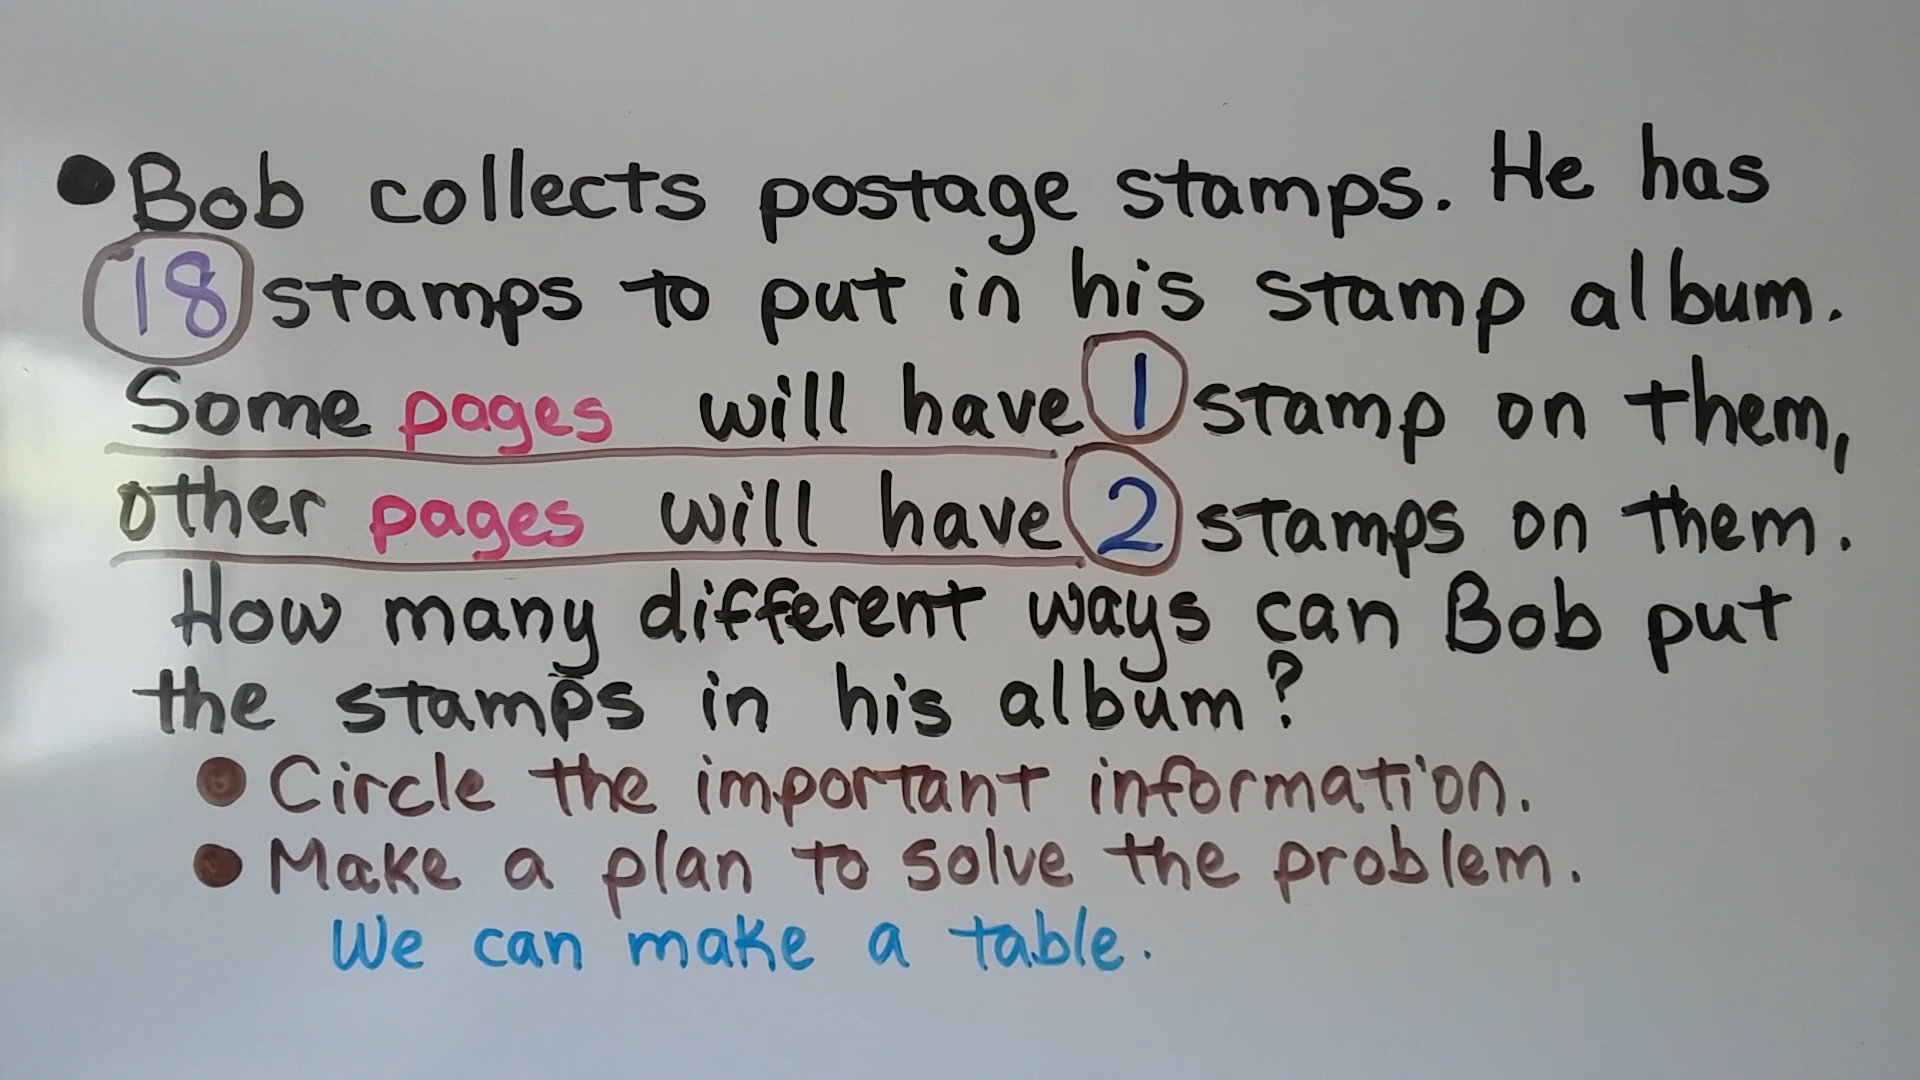 • Bob collects postage stamps. He has
18 stamps to put in his stamp album.
Some pages will have 1 stamp on them,
other pages will have 2 stamps on them.
How many different ways can Bob put
the stamps in his album?
• Circle the important information.
• Make a plan to solve the problem.
We can make a table.